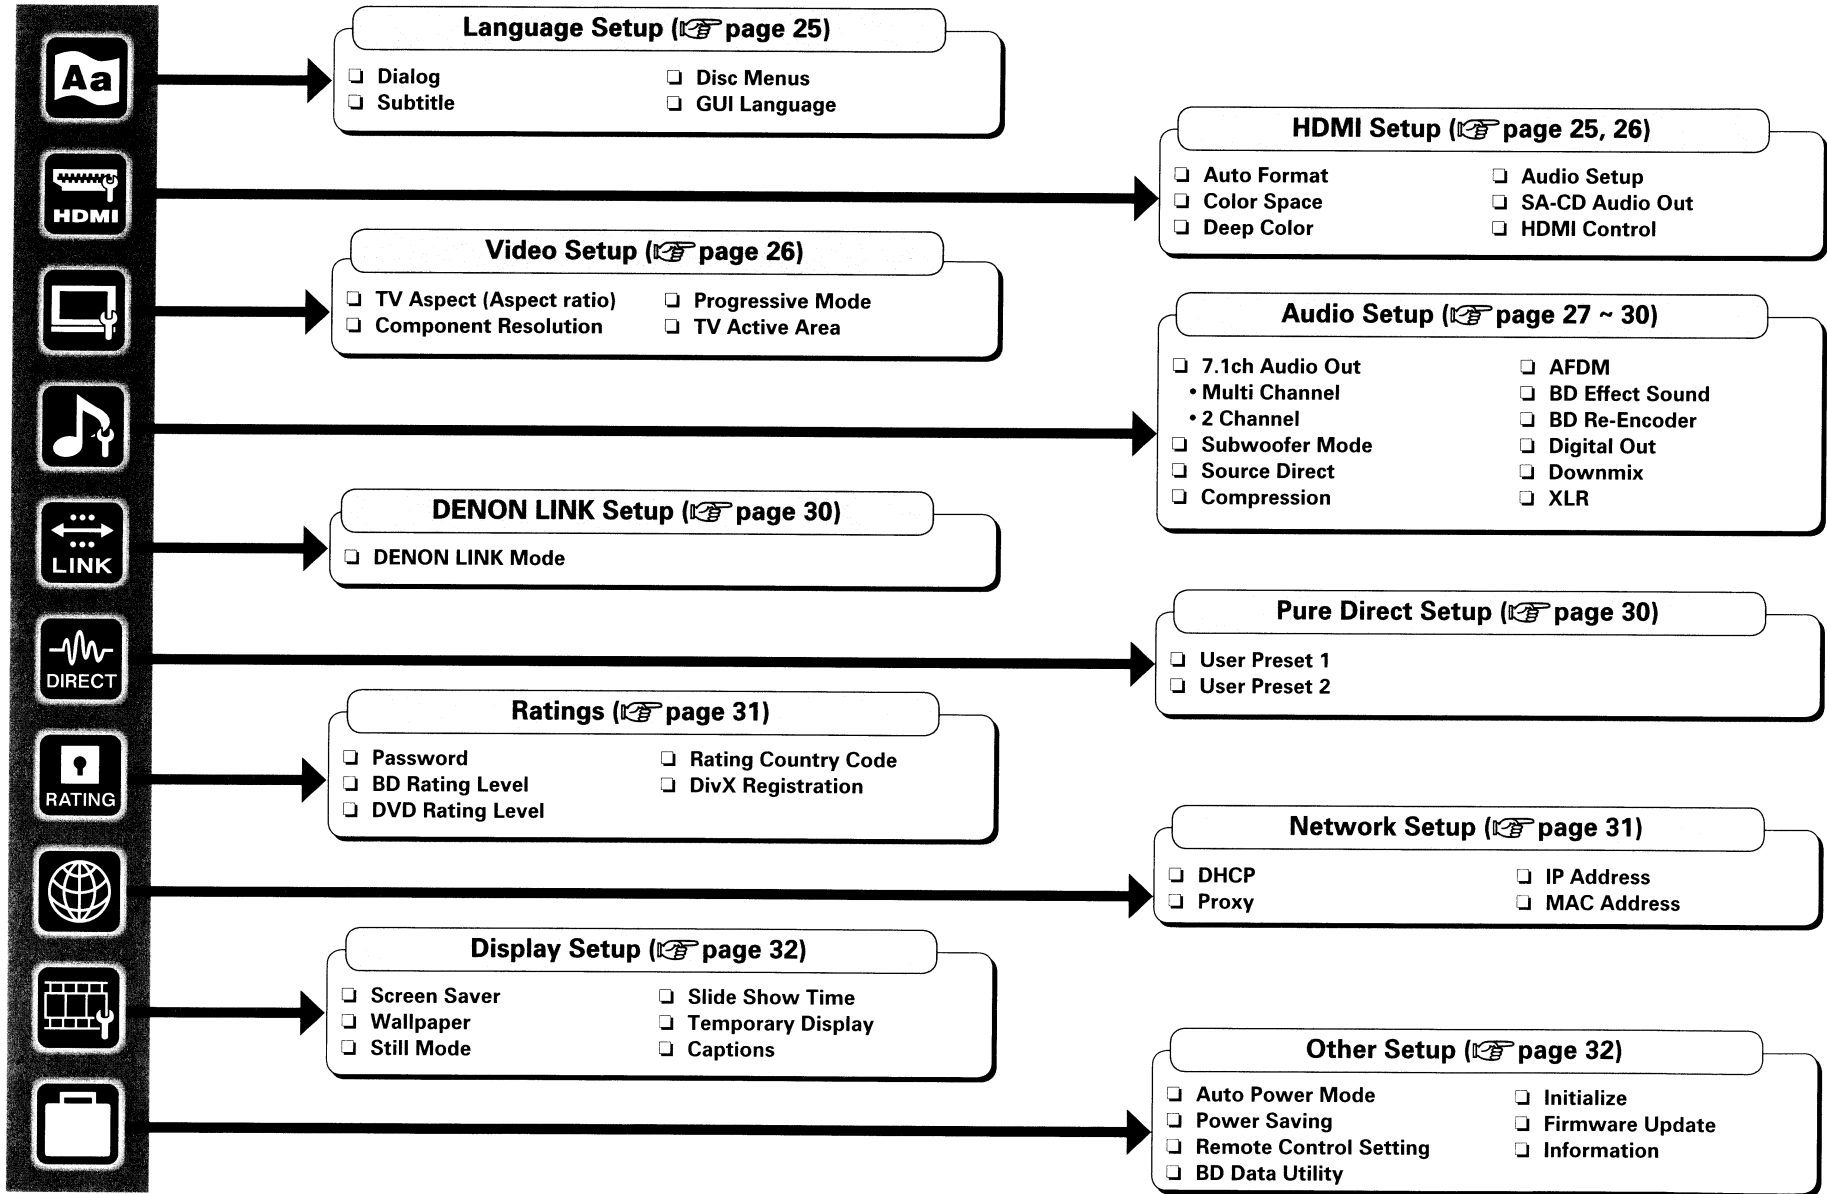 Aa
Language Setup (page 25)
❏ Dialog
❏ Subtitle
❏ Disc Menus
❏ GUI Language
HDMI
HDMI Setup (page 25, 26)
❏ Auto Format
❏ Color Space
❏ Deep Color
❏ Audio Setup
❏ SA-CD Audio Out
❏ HDMI Control
Video Setup (page 26)
❏ TV Aspect (Aspect ratio)
❏ Component Resolution
❏ Progressive Mode
❏ TV Active Area
Audio Setup (page 27 ~ 30)
❏ 7.1ch Audio Out
• Multi Channel
• 2 Channel
❏ Subwoofer Mode
❏ Source Direct
❏ Compression
❏ AFDM
❏ BD Effect Sound
❏ BD Re-Encoder
❏ Digital Out
❏ Downmix
❏ XLR
LINK
DENON LINK Setup (page 30)
❏ DENON LINK Mode
DIRECT
Pure Direct Setup (page 30)
❏ User Preset 1
❏ User Preset 2
RATING
Ratings (page 31)
❏ Password
❏ BD Rating Level
❏ DVD Rating Level
❏ Rating Country Code
❏ DivX Registration
Network Setup (page 31)
❏ DHCP
❏ Proxy
❏ IP Address
❏ MAC Address
Display Setup (page 32)
❏ Screen Saver
❏ Wallpaper
❏ Still Mode
❏ Slide Show Time
❏ Temporary Display
❏ Captions
Other Setup (page 32)
❏ Auto Power Mode
❏ Power Saving
❏ Remote Control Setting
❏ BD Data Utility
❏ Initialize
❏ Firmware Update
❏ Information